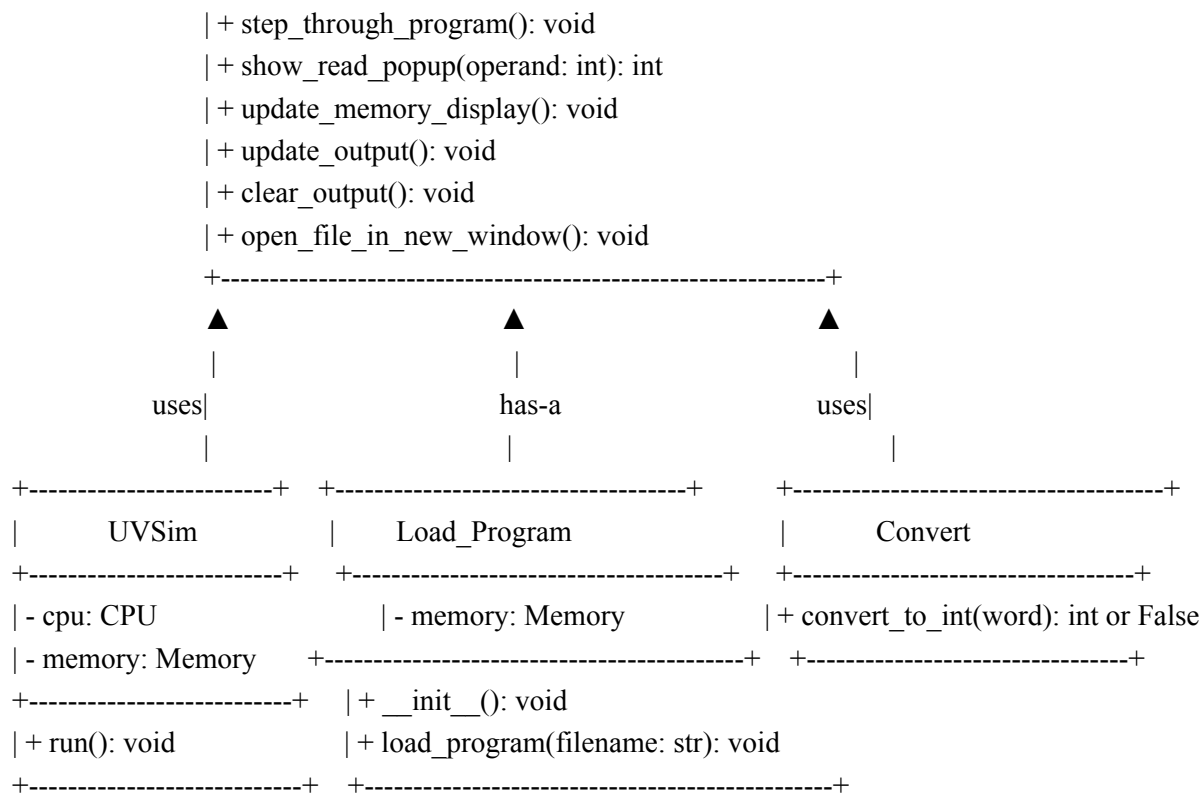 | + step_through_program(): void
| + show_read_popup(operand: int): int
| + update_memory_display(): void
| + update_output(): void
| + clear_output(): void
| + open_file_in_new_window(): void
+---------------------------------------------------------------+
▲ ▲ ▲
| | |
uses| has-a uses|
| | |
+-------------------------+ +------------------------------------+ +--------------------------------------+
| UVSim | Load_Program | Convert
+--------------------------+ +--------------------------------------+ +-----------------------------------+
| - cpu: CPU | - memory: Memory | + convert_to_int(word): int or False
| - memory: Memory +-------------------------------------------+ +---------------------------------+
+---------------------------+ | + __init__(): void
| + run(): void | + load_program(filename: str): void
+----------------------------+ +------------------------------------------------+